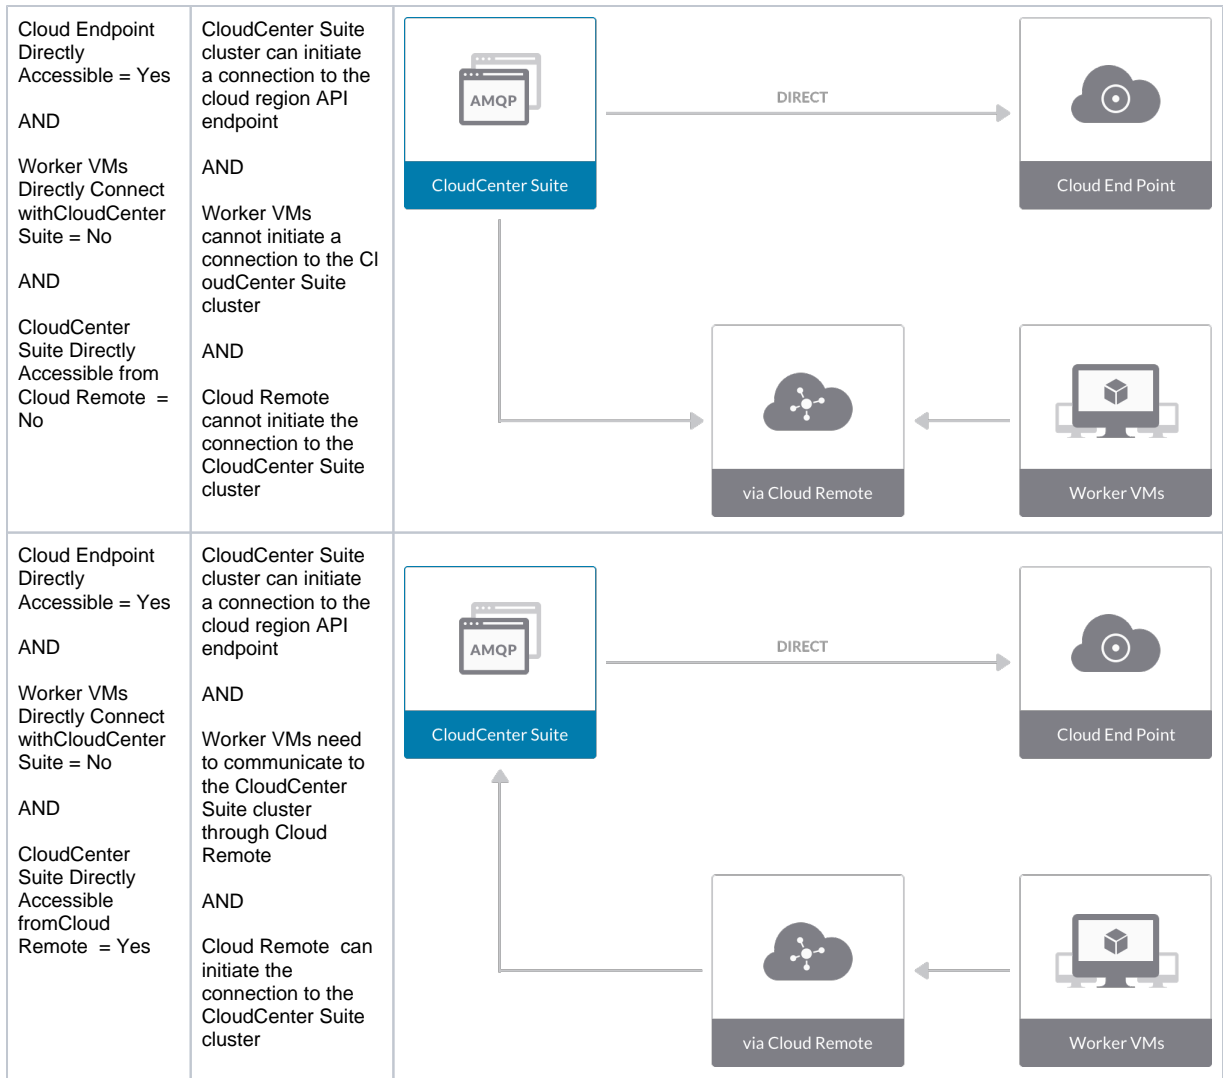 Cloud Endpoint
Directly
Accessible = Yes
AND
Worker VMs
Directly Connect
withCloudCenter
Suite = No
AND
CloudCenter
Suite Directly
Accessible from
Cloud Remote  =
No
CloudCenter Suite
cluster can initiate
a connection to the
cloud region API
endpoint
AND
Worker VMs
cannot initiate a
connection to the Cl
oudCenter Suite
cluster
AND
Cloud Remote
cannot initiate the
connection to the
CloudCenter Suite
cluster
AMQP
CloudCenter Suite
DIRECT
Cloud End Point
via Cloud Remote
Worker VMs
Cloud Endpoint
Directly
Accessible = Yes
AND
Worker VMs
Directly Connect
withCloudCenter
Suite = No
AND
CloudCenter
Suite Directly
Accessible
fromCloud
Remote  = Yes
CloudCenter Suite
cluster can initiate
a connection to the
cloud region API
endpoint
AND
Worker VMs need
to communicate to
the CloudCenter
Suite cluster
through Cloud
Remote
AND
Cloud Remote  can
initiate the
connection to the
CloudCenter Suite
cluster
AMQP
CloudCenter Suite
DIRECT
Cloud End Point
via Cloud Remote
Worker VMs